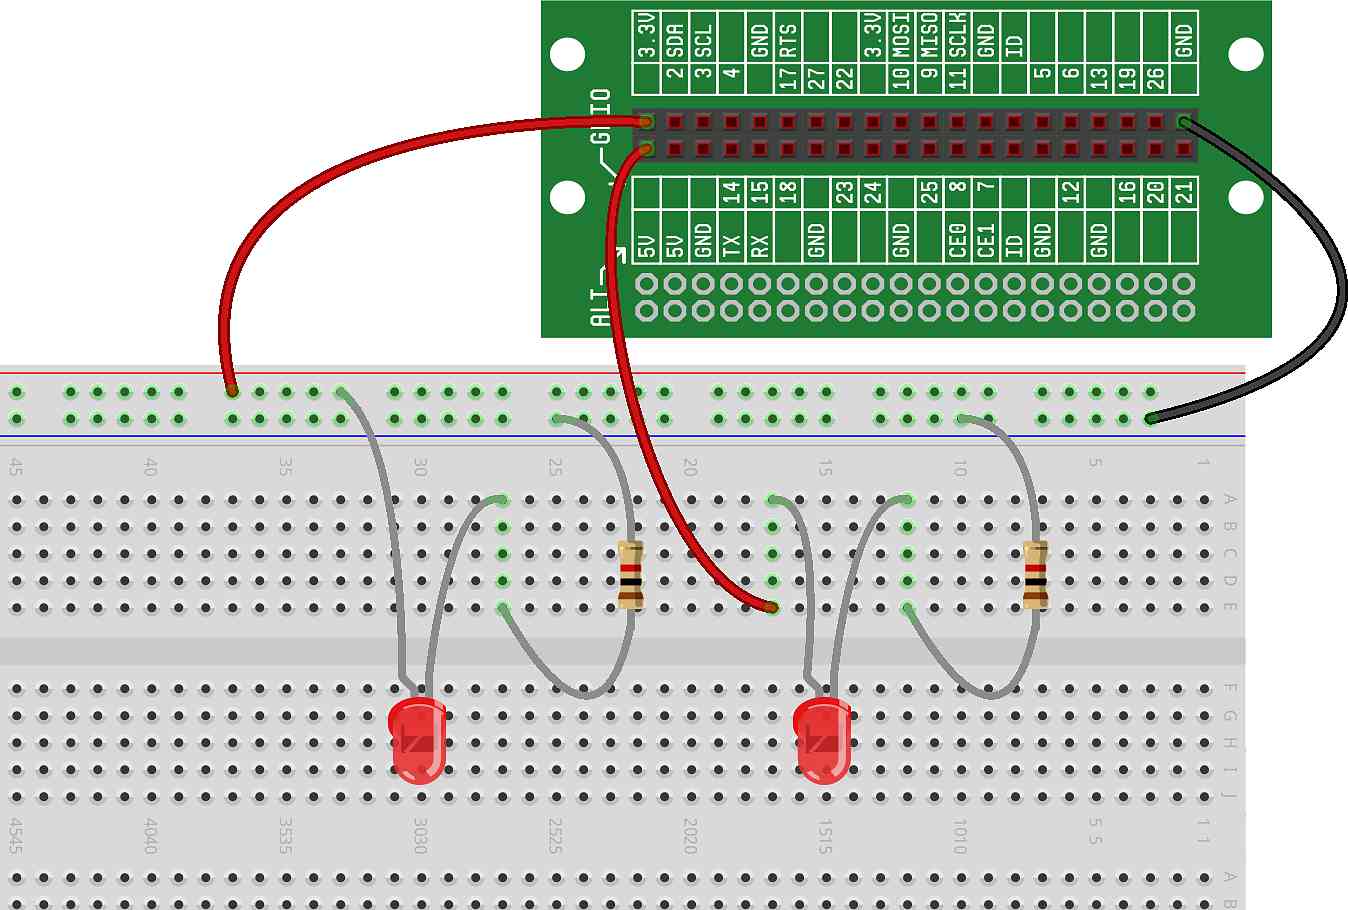 3.3V SDA SCL GND RTS 3.3V MOSI MISO SCLK GND ID GND
2 3 4 17 27 22 10 9 11 5 6 13 19 26
GPIO
14 15 18 23 24 25 8 7 12 16 20 21
5V 5V GND TX RX GND GND CE0 CE1 ID GND GND
ALT
45 40 35 30 25 20 15 10 5 1
A
B
C
D
E
F
G
H
I
J
4545 4040 3535 3030 2525 2020 1515 1010 5 5 1 1
A
B